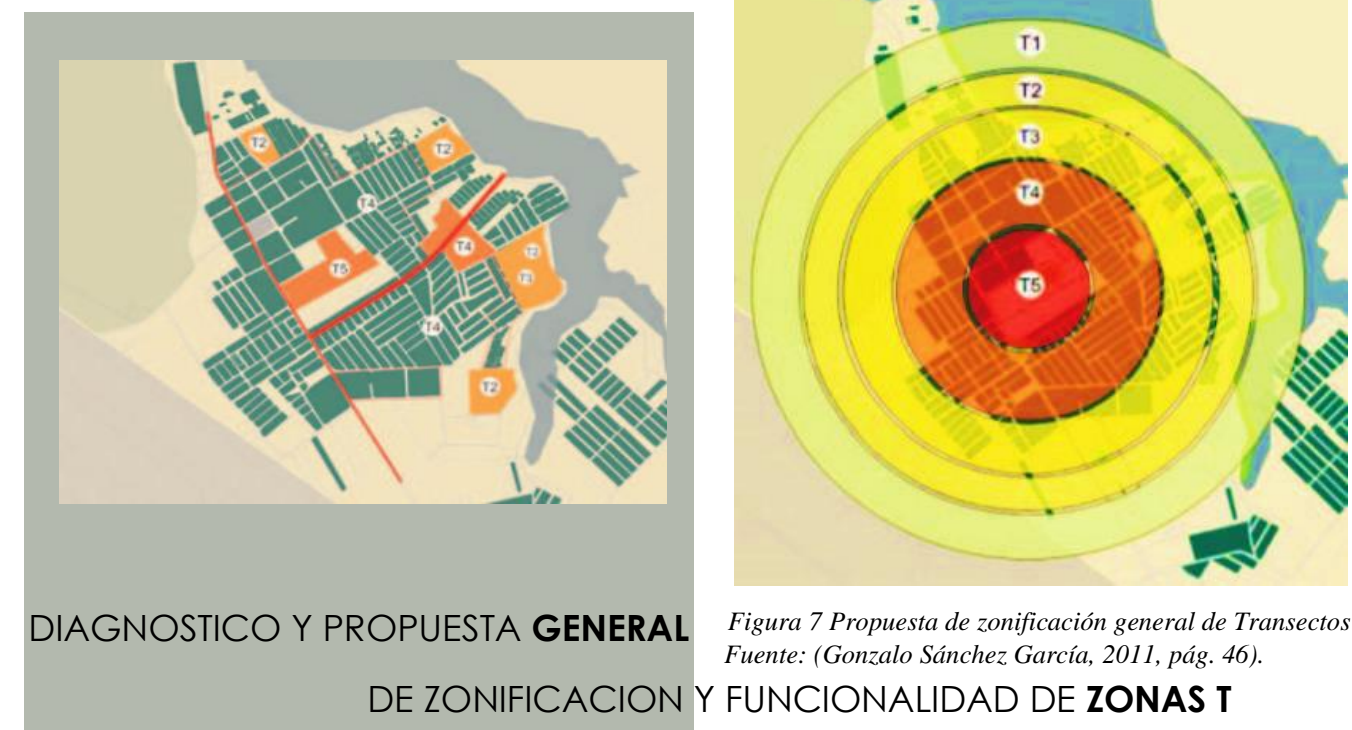 T2
T2
T4
T4
T2
T5
T3
T4
T2
T1
T2
T3
T4
T5
DIAGNOSTICO Y PROPUESTA GENERAL
DE ZONIFICACION Y FUNCIONALIDAD DE ZONAS T
Figura 7 Propuesta de zonificación general de Transectos
Fuente: (Gonzalo Sánchez García, 2011, pág. 46).